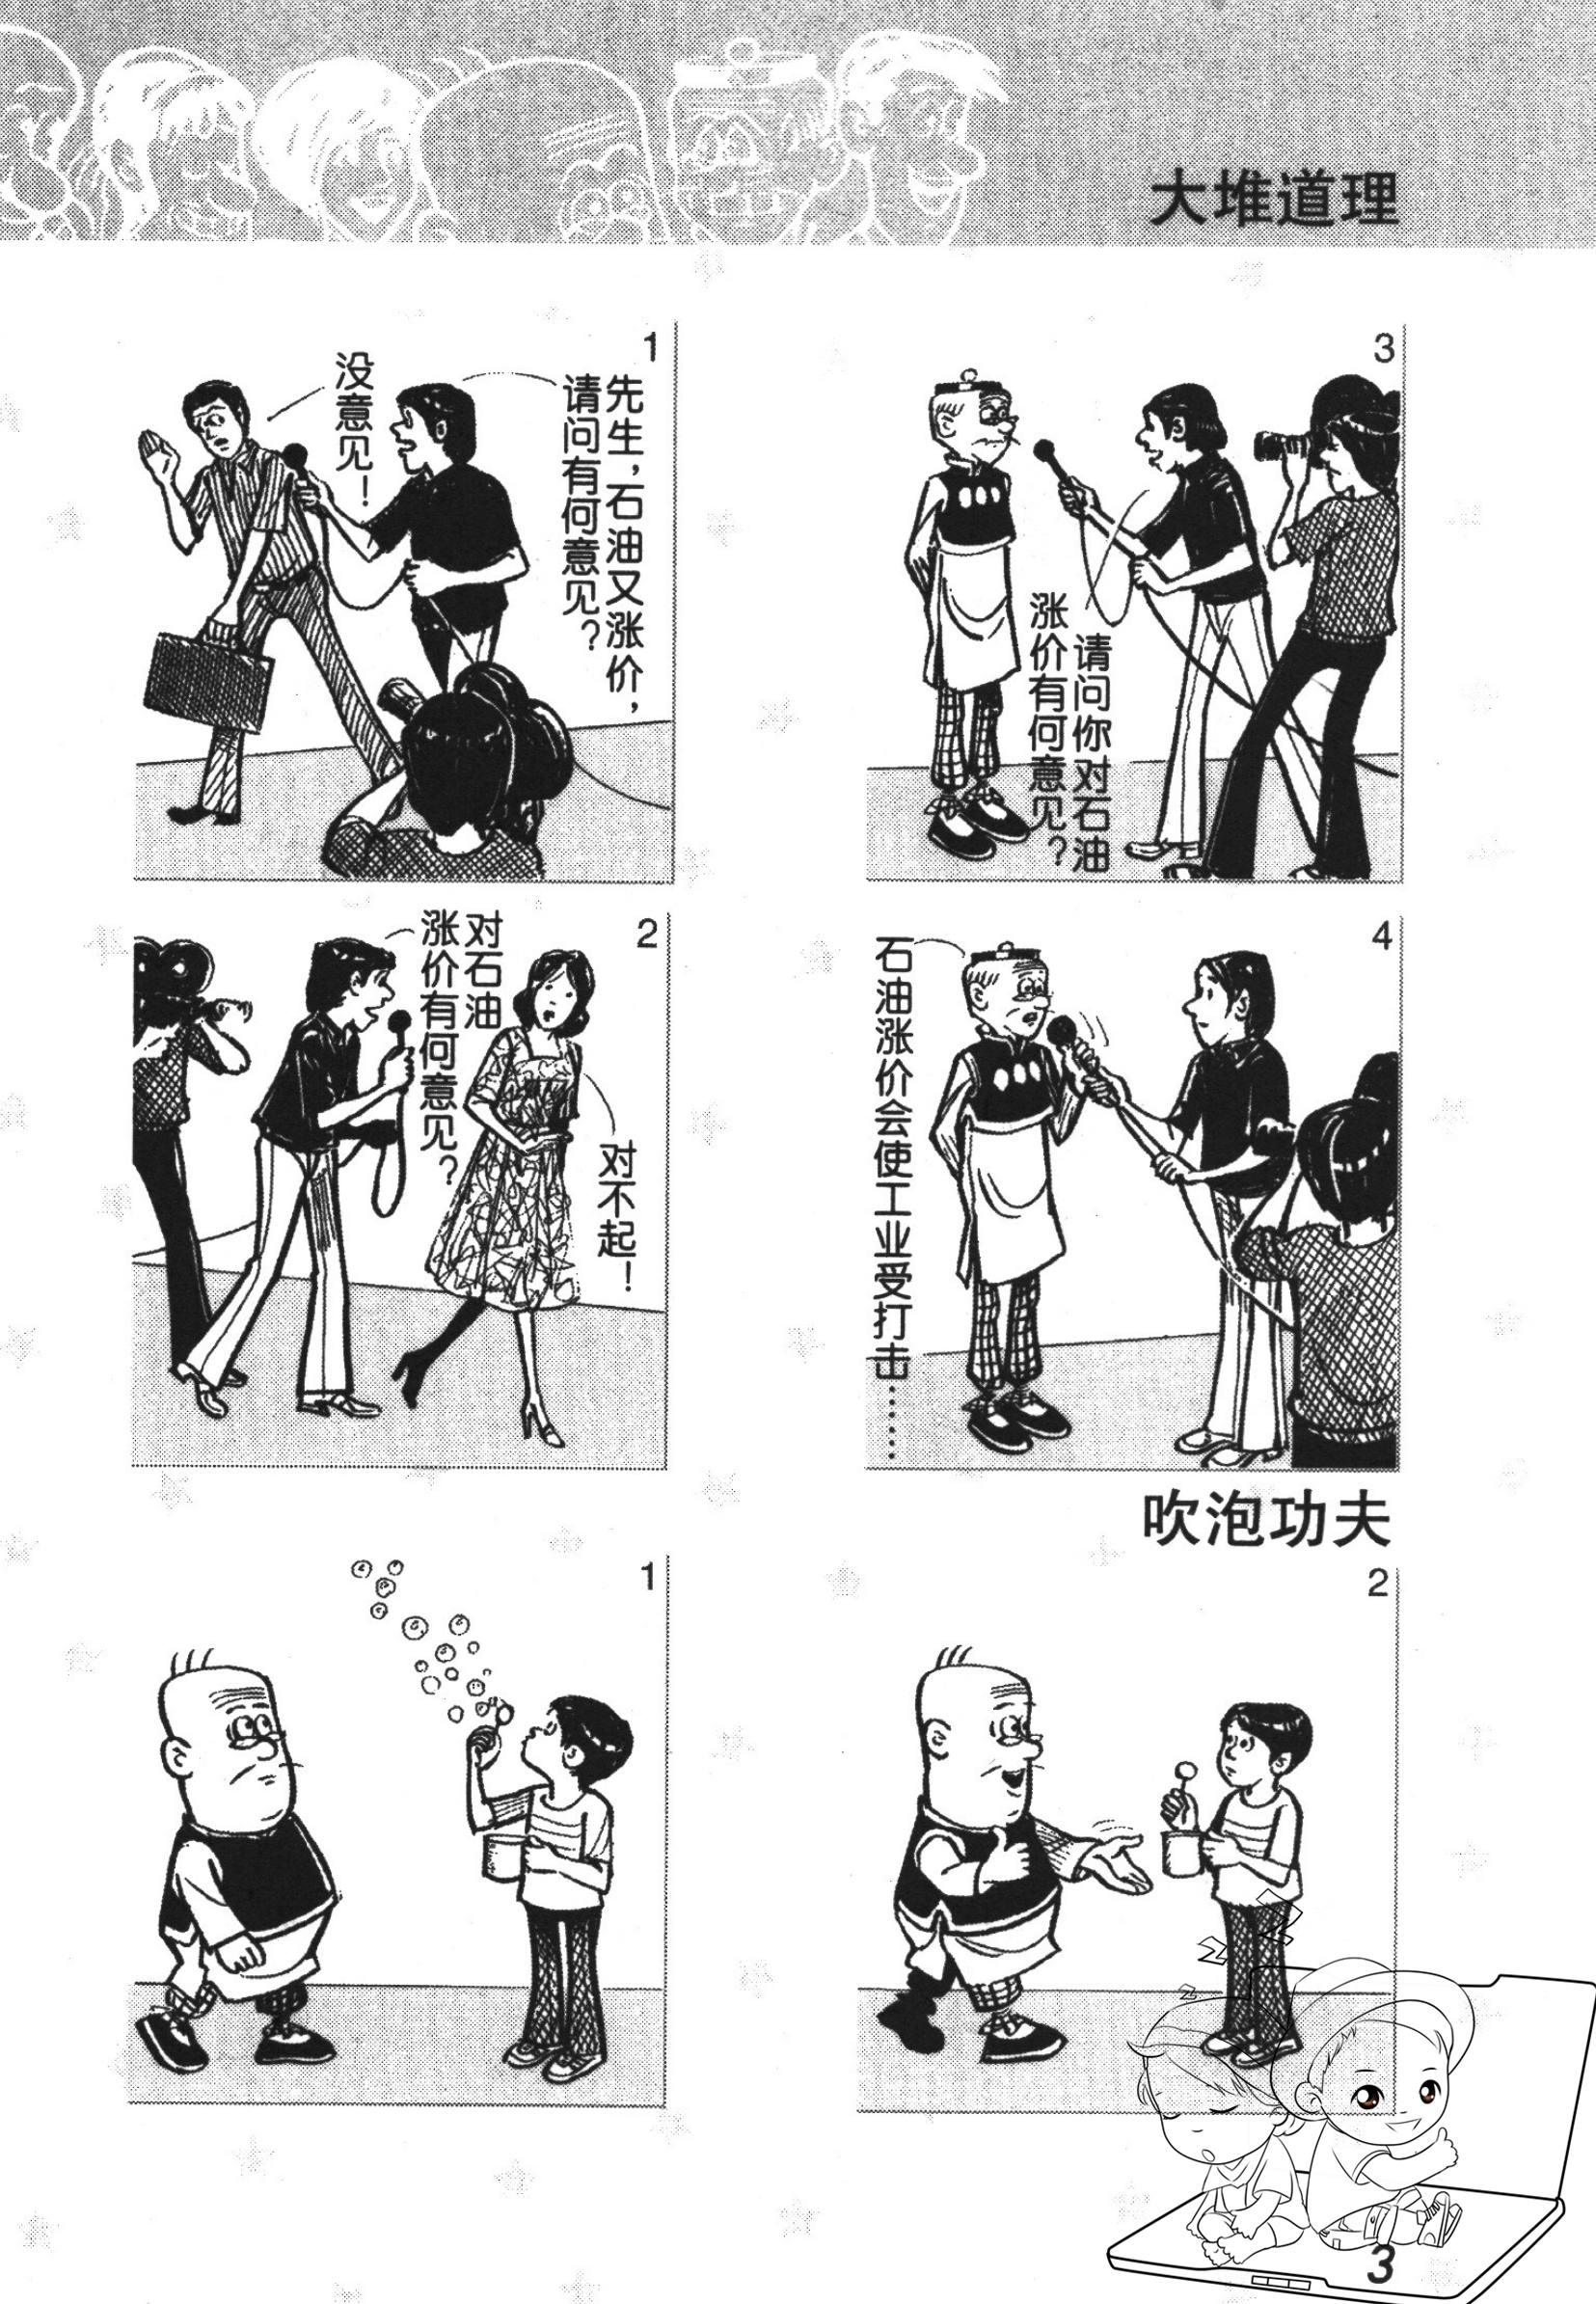 大堆道理
1
先生，石油又涨价，
请问有何意见？
没意见！
2
对石油
涨价有何意见？
对不起！
3
请问你对石油
涨价有何意见？
4
石油涨价会使工业受打击……
吹泡功夫
1
2
3